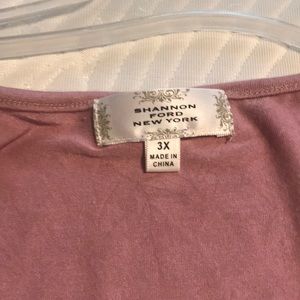 SHANNON
FORD
NEW YORK
3X
MADE IN
CHINA